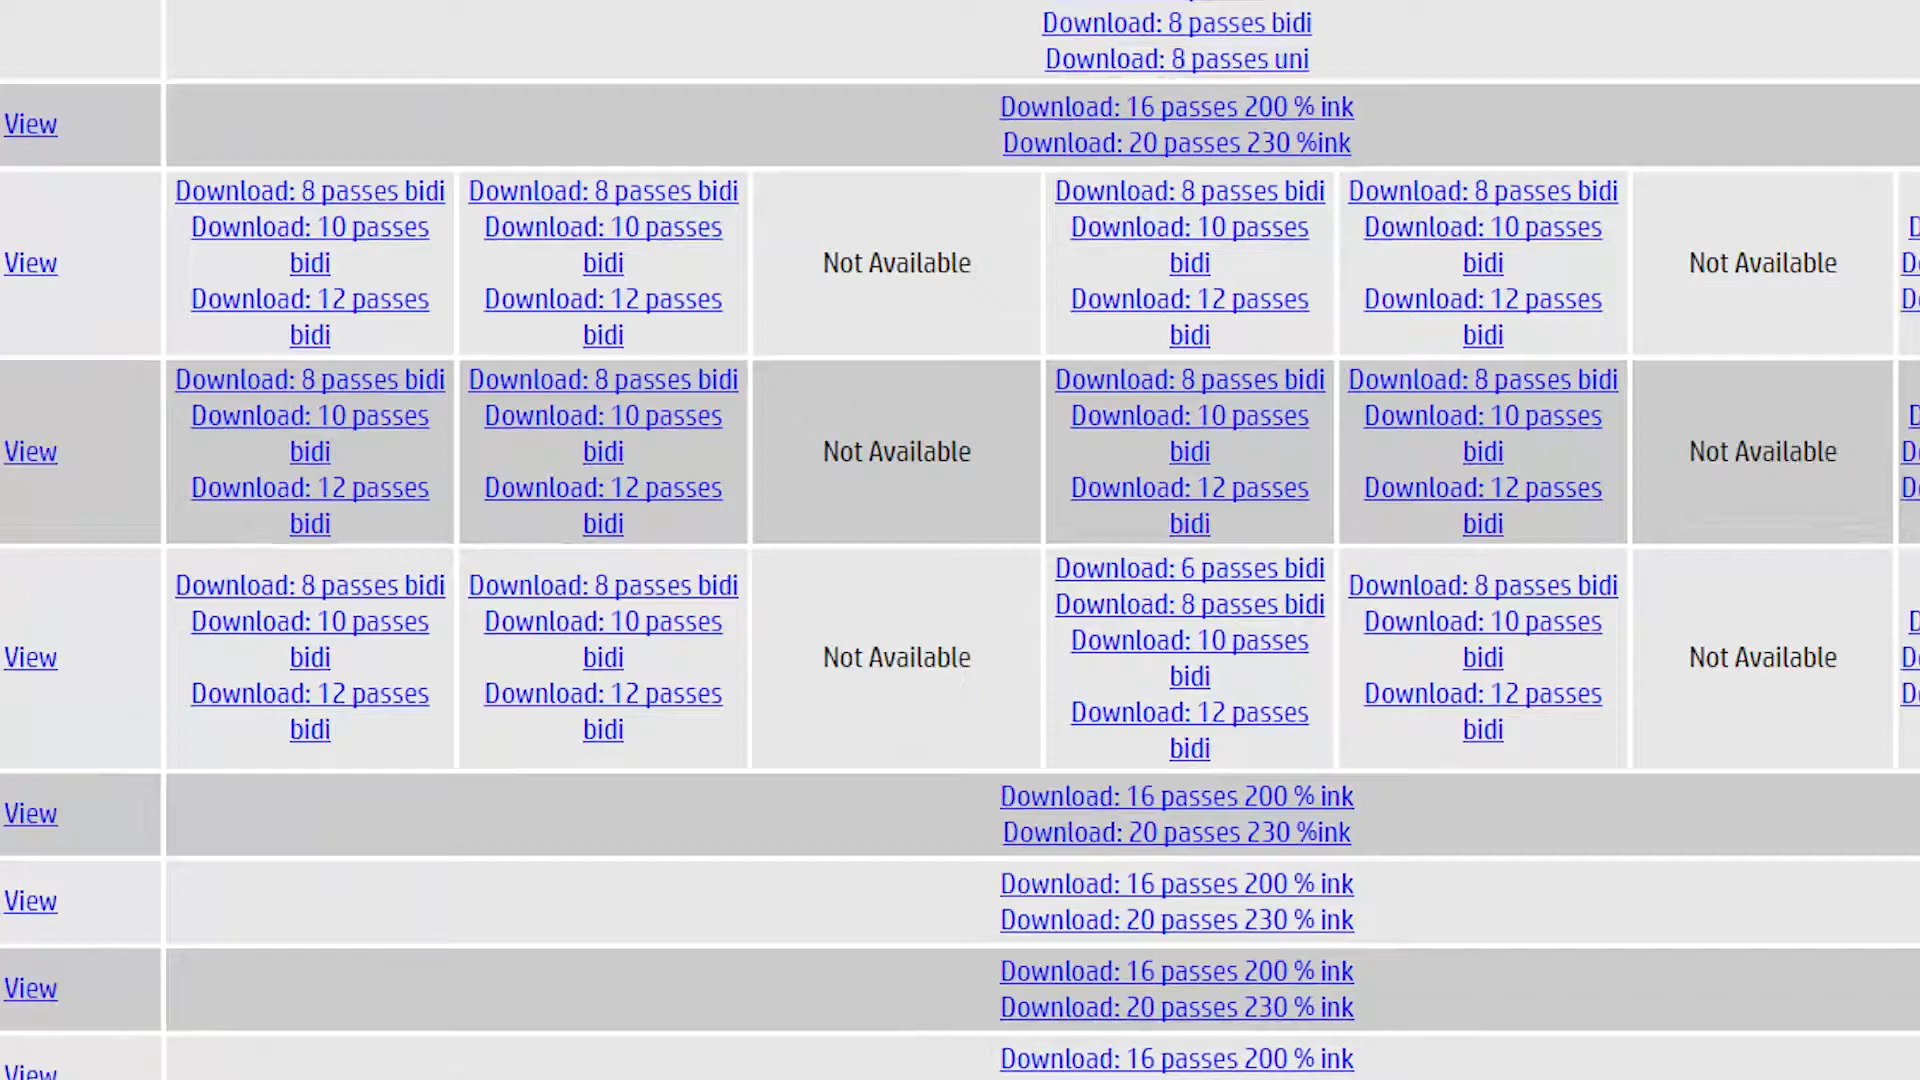 Download: 8 passes bidi
Download: 8 passes uni
View
Download: 16 passes 200 % ink
Download: 20 passes 230 %ink
View
Download: 8 passes bidi
Download: 10 passes
bidi
Download: 12 passes
bidi
Download: 8 passes bidi
Download: 10 passes
bidi
Download: 12 passes
bidi
Not Available
Download: 8 passes bidi
Download: 10 passes
bidi
Download: 12 passes
bidi
Download: 8 passes bidi
Download: 10 passes
bidi
Download: 12 passes
bidi
Not Available
View
Download: 8 passes bidi
Download: 10 passes
bidi
Download: 12 passes
bidi
Download: 8 passes bidi
Download: 10 passes
bidi
Download: 12 passes
bidi
Not Available
Download: 8 passes bidi
Download: 10 passes
bidi
Download: 12 passes
bidi
Download: 8 passes bidi
Download: 10 passes
bidi
Download: 12 passes
bidi
Not Available
View
Download: 8 passes bidi
Download: 10 passes
bidi
Download: 12 passes
bidi
Download: 8 passes bidi
Download: 10 passes
bidi
Download: 12 passes
bidi
Not Available
Download: 6 passes bidi
Download: 8 passes bidi
Download: 10 passes
bidi
Download: 12 passes
bidi
Download: 8 passes bidi
Download: 10 passes
bidi
Download: 12 passes
bidi
Not Available
View
Download: 16 passes 200 % ink
Download: 20 passes 230 %ink
View
Download: 16 passes 200 % ink
Download: 20 passes 230 % ink
View
Download: 16 passes 200 % ink
Download: 20 passes 230 % ink
View
Download: 16 passes 200 % ink